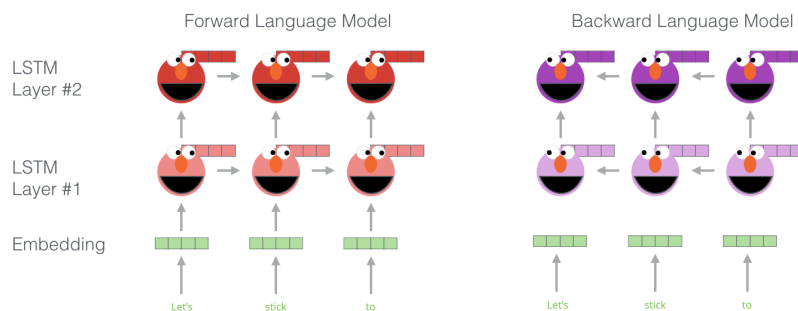 Forward Language Model
Backward Language Model
LSTM
Layer #2
LSTM
Layer #1
Embedding
Let's
stick
to
Let's
stick
to